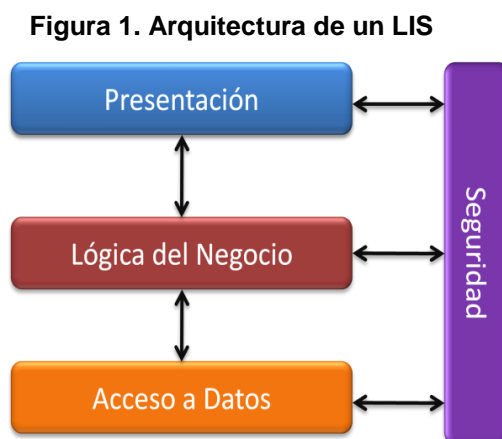 Figura 1. Arquitectura de un LIS
Presentación
Lógica del Negocio
Acceso a Datos
Seguridad